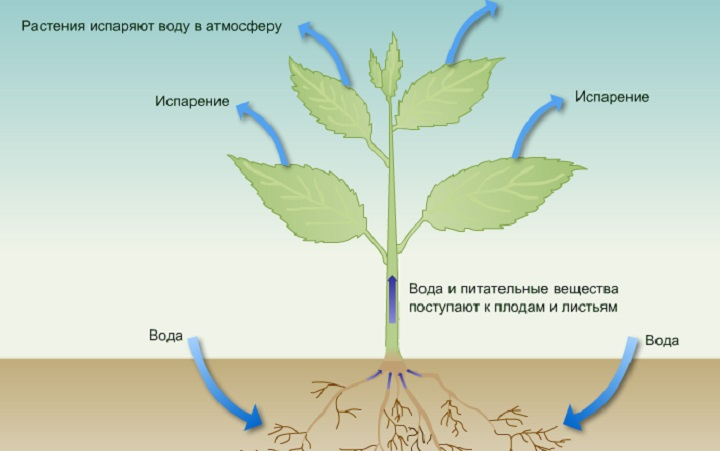 Растения испаряют воду в атмосферу
Испарение
Испарение
Вода и питательные вещества
поступают к плодам и листьям
Вода
Вода